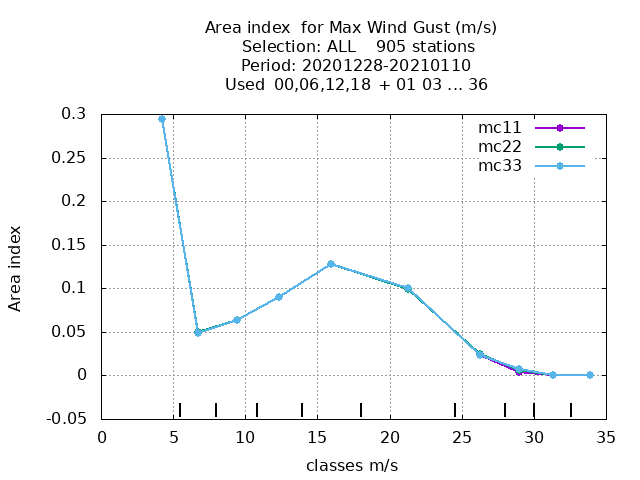 Area index  for Max Wind Gust (m/s)
Selection: ALL    905 stations
Period: 20201228-20210110
Used  00,06,12,18  + 01 03 ... 36
mc11
mc22
mc33
0.3
0.25
0.2
0.15
0.1
0.05
0
-0.05
Area index
0 5 10 15 20 25 30 35
classes m/s